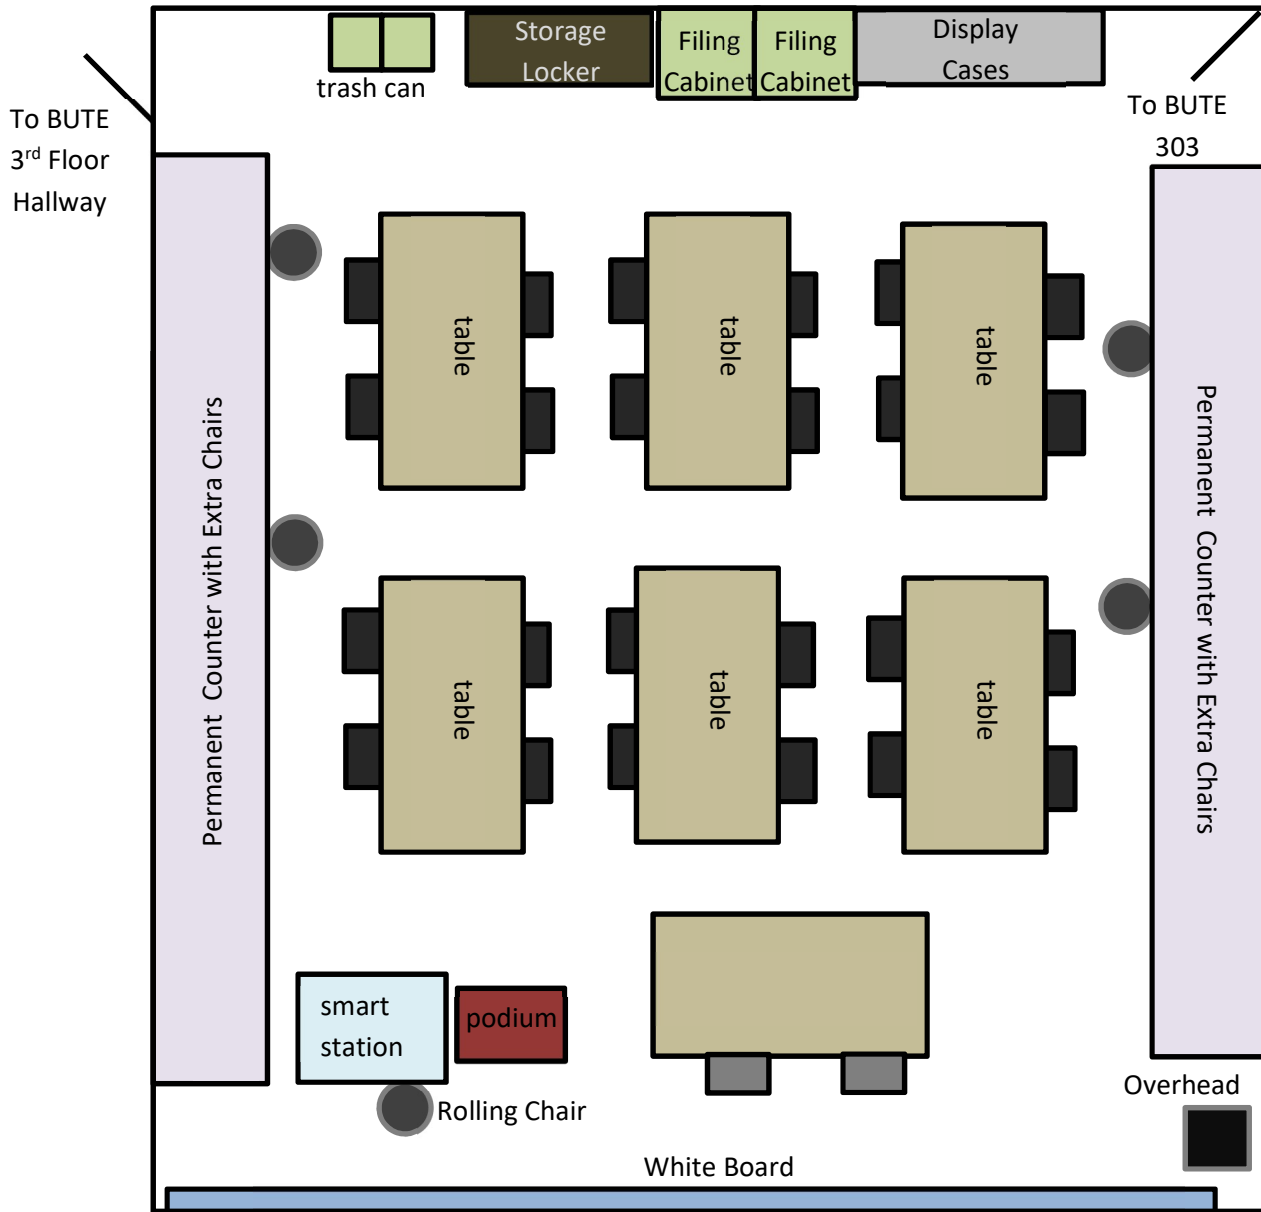 Storage
Locker
Filing
Cabinet
Filing
Cabinet
Display
Cases
trash can
To BUTE
3rd Floor
Hallway
To BUTE
303
table
table
table
Permanent Counter with Extra Chairs
Permanent Counter with Extra Chairs
table
table
table
smart
station
podium
Rolling Chair
Overhead
White Board